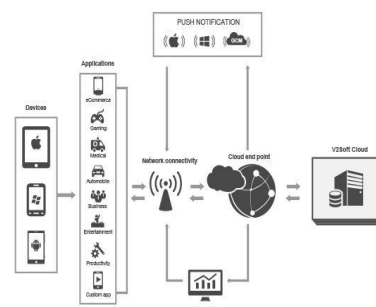 PUSH NOTIFICATION
GCM
Applications
Devices
eCommerce
Gaming
Medical
Automobile
Business
Entertainment
Productivity
Custom app
Network connectivity
Cloud end point
V2Soft Cloud